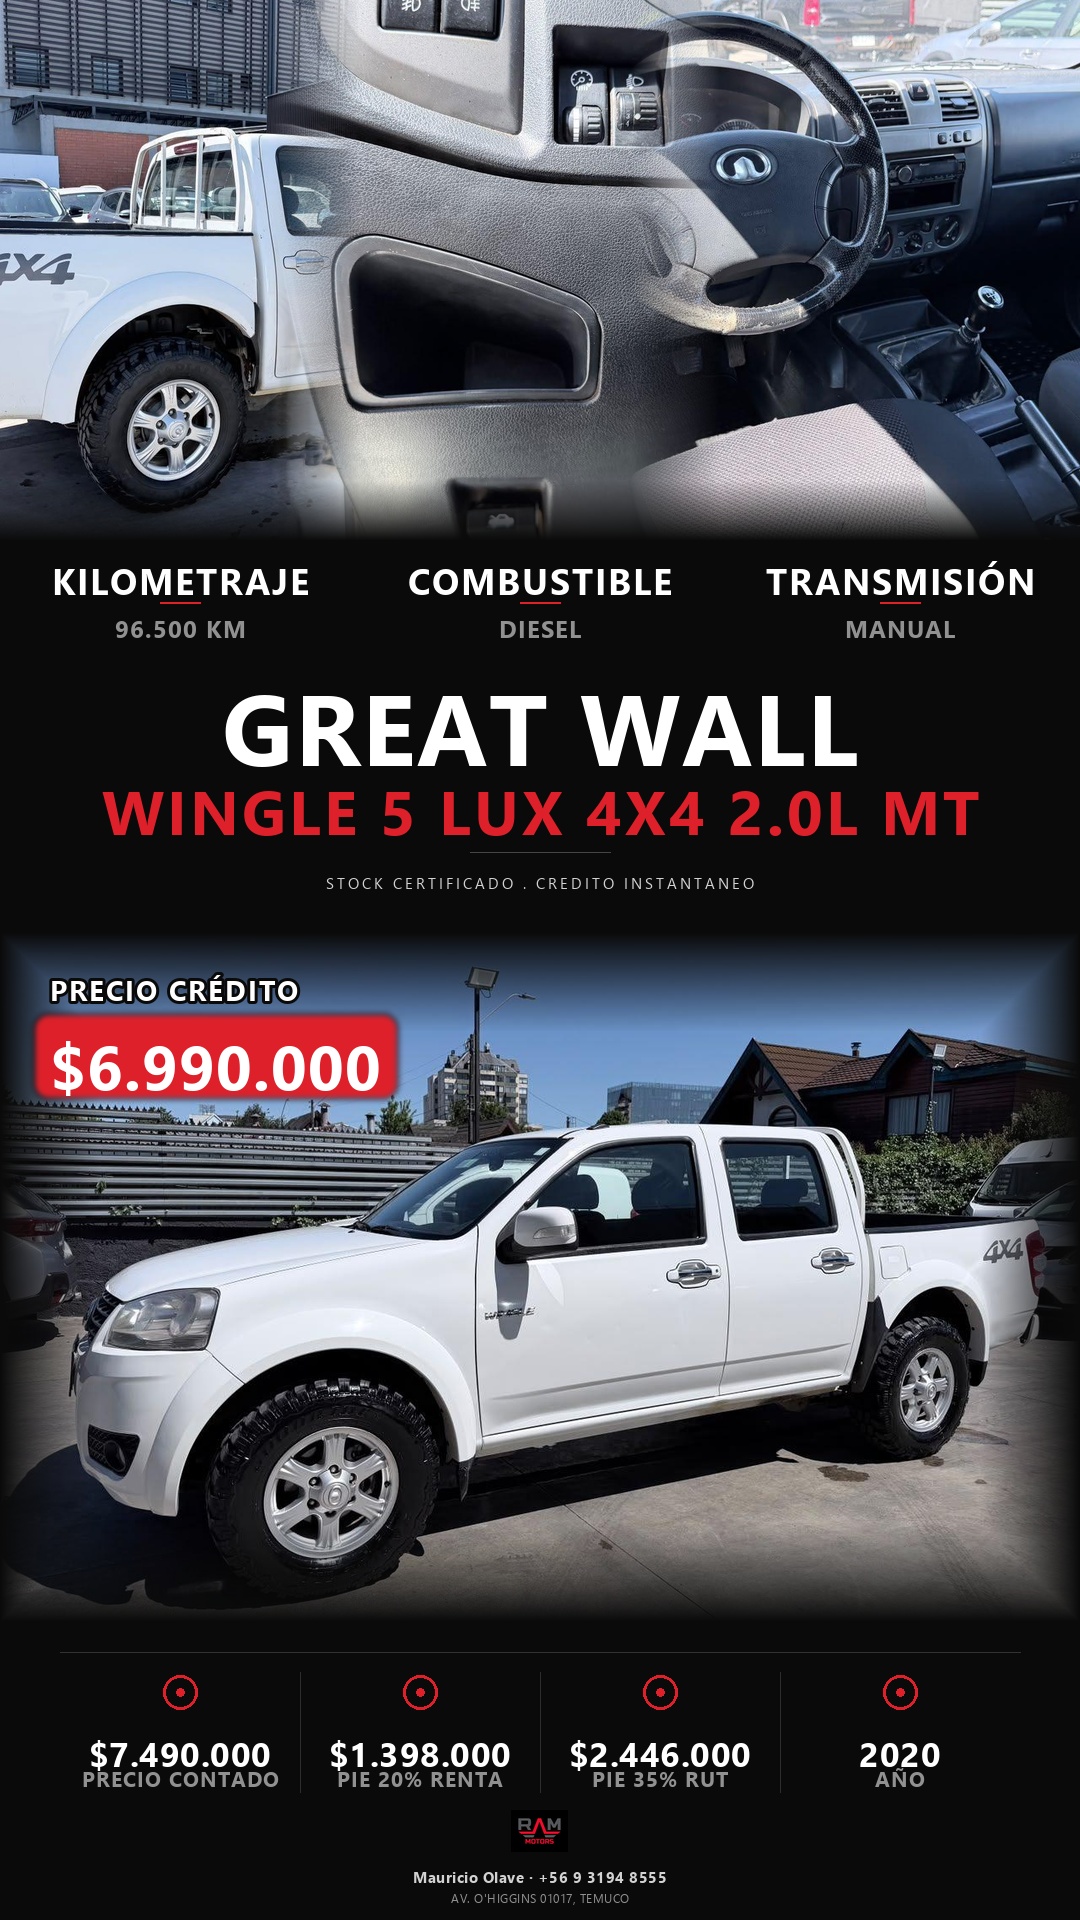 4X4
KILOMETRAJE
96.500 KM
COMBUSTIBLE
DIESEL
TRANSMISIÓN
MANUAL
GREAT WALL
WINGLE 5 LUX 4X4 2.0L MT
STOCK CERTIFICADO . CREDITO INSTANTANEO
PRECIO CRÉDITO
$6.990.000
4X4
$7.490.000
PRECIO CONTADO
$1.398.000
PIE 20% RENTA
$2.446.000
PIE 35% RUT
2020
AÑO
RAM
MOTORS
Mauricio Olave · +56 9 3194 8555
AV. O'HIGGINS 01017, TEMUCO